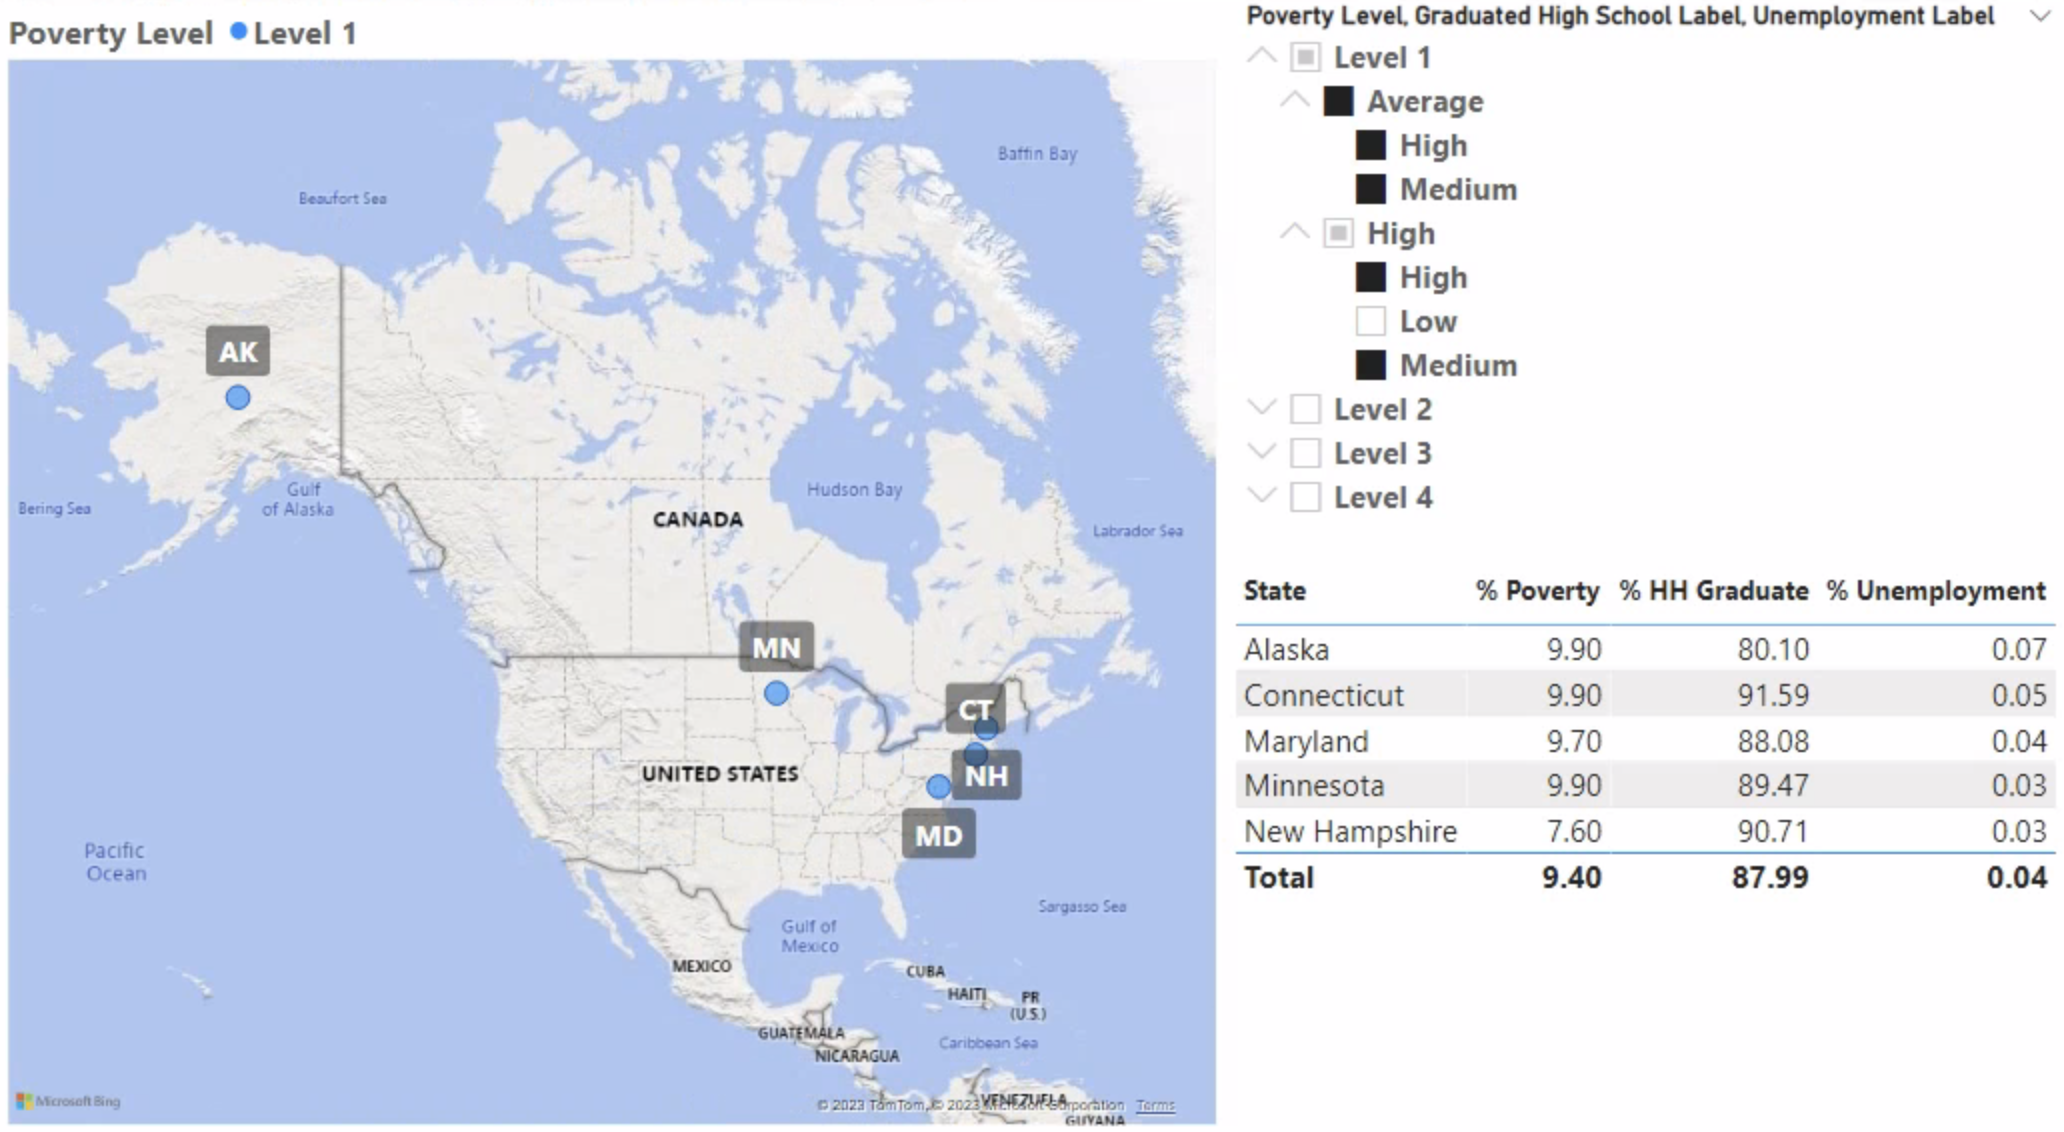 Poverty Level Level 1
Baffin Bay
Beaufort Sea
AK
Gulf
of Alaska
Bering Sea
Hudson Bay
CANADA
Labrador Sea
MN
CT
UNITED STATES
NH
MD
Pacific
Ocean
Sargasso Sea
Gulf of
Mexico
MEXICO
CUBA
HAITI
PR
(U.S.)
GUATEMALA
Caribbean Sea
NICARAGUA
VENEZUELA
Microsoft Bing
© 2023 TomTom, © 2023 Microsoft Corporation Terms
GUYANA
Poverty Level, Graduated High School Label, Unemployment Label
Level 1
Average
High
Medium
High
High
Low
Medium
Level 2
Level 3
Level 4
State % Poverty % HH Graduate % Unemployment
Alaska 9.90 80.10 0.07
Connecticut 9.90 91.59 0.05
Maryland 9.70 88.08 0.04
Minnesota 9.90 89.47 0.03
New Hampshire 7.60 90.71 0.03
Total 9.40 87.99 0.04